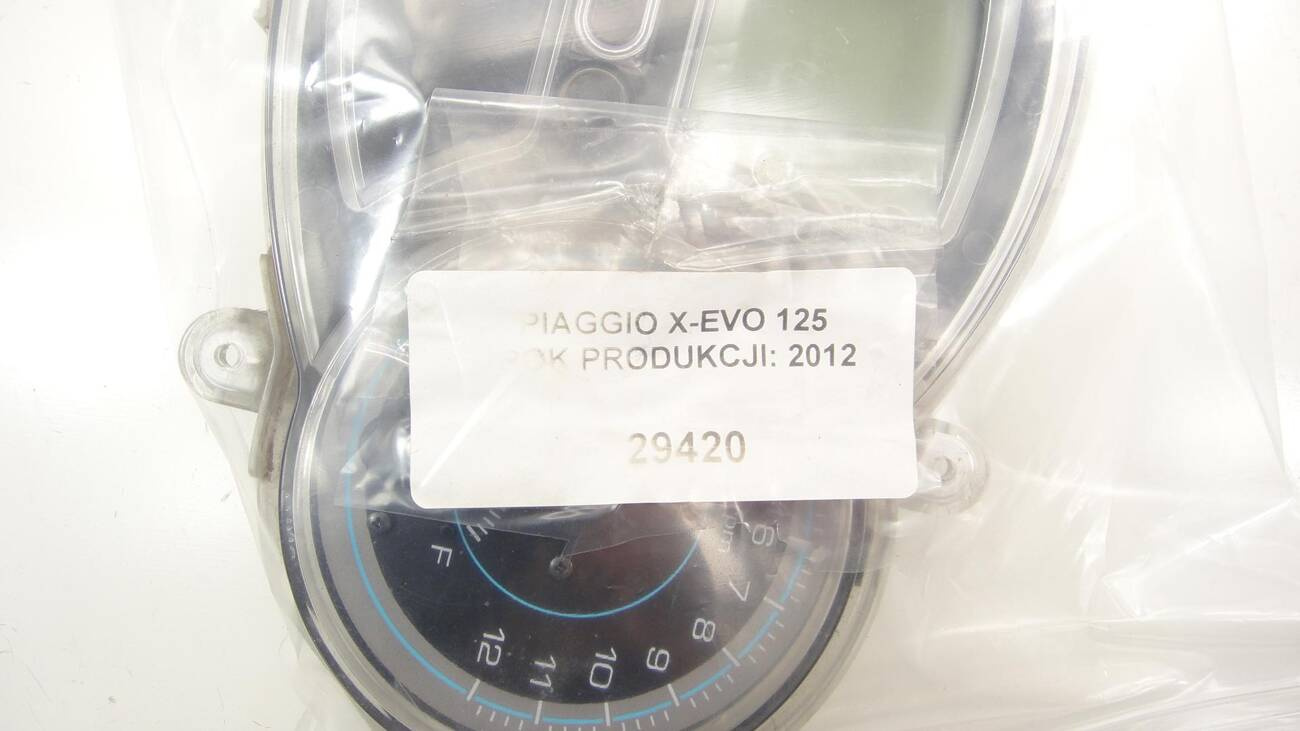 PIAGGIO X-EVO 125
ROK PRODUKCJI: 2012
29420
F
6
7
8
9
10
11
12